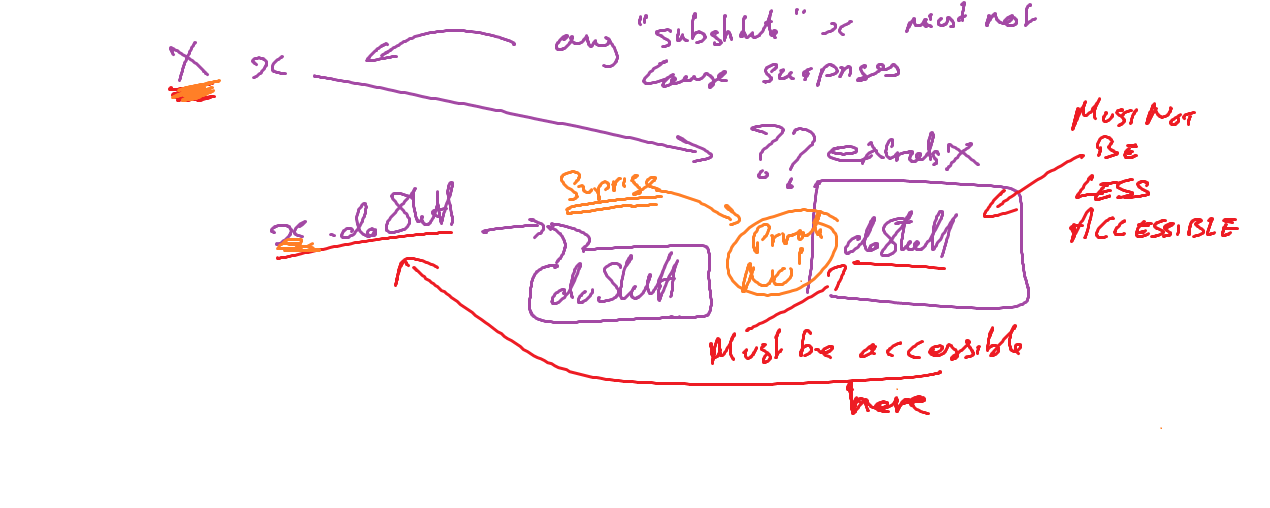 any "substitute" x must not
cause surprises
X x
?? extends X
MUST NOT
BE
LESS
ACCESSIBLE
Suprise
x.doStuff
Private
NO!
doStuff
doStuff
Must be accessible
here